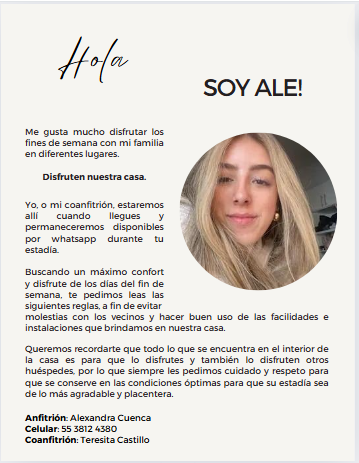 Hola
SOY ALE!
Me gusta mucho disfrutar los
fines de semana con mi familia
en diferentes lugares.
Disfruten nuestra casa.
Yo, o mi coanfitrión, estaremos
allí cuando llegues y
permaneceremos disponibles
por whatsapp durante tu
estadía.
Buscando un máximo confort
y disfrute de los días del fin de
semana, te pedimos leas las
siguientes reglas, a fin de evitar
molestias con los vecinos y hacer buen uso de las facilidades e
instalaciones que brindamos en nuestra casa.
Queremos recordarte que todo lo que se encuentra en el interior de
la casa es para que lo disfrutes y también lo disfruten otros
huéspedes, por lo que siempre les pedimos cuidado y respeto para
que se conserve en las condiciones óptimas para que su estadía sea
de lo más agradable y placentera.
Anfitrión: Alexandra Cuenca
Celular: 55 3812 4380
Coanfitrión: Teresita Castillo